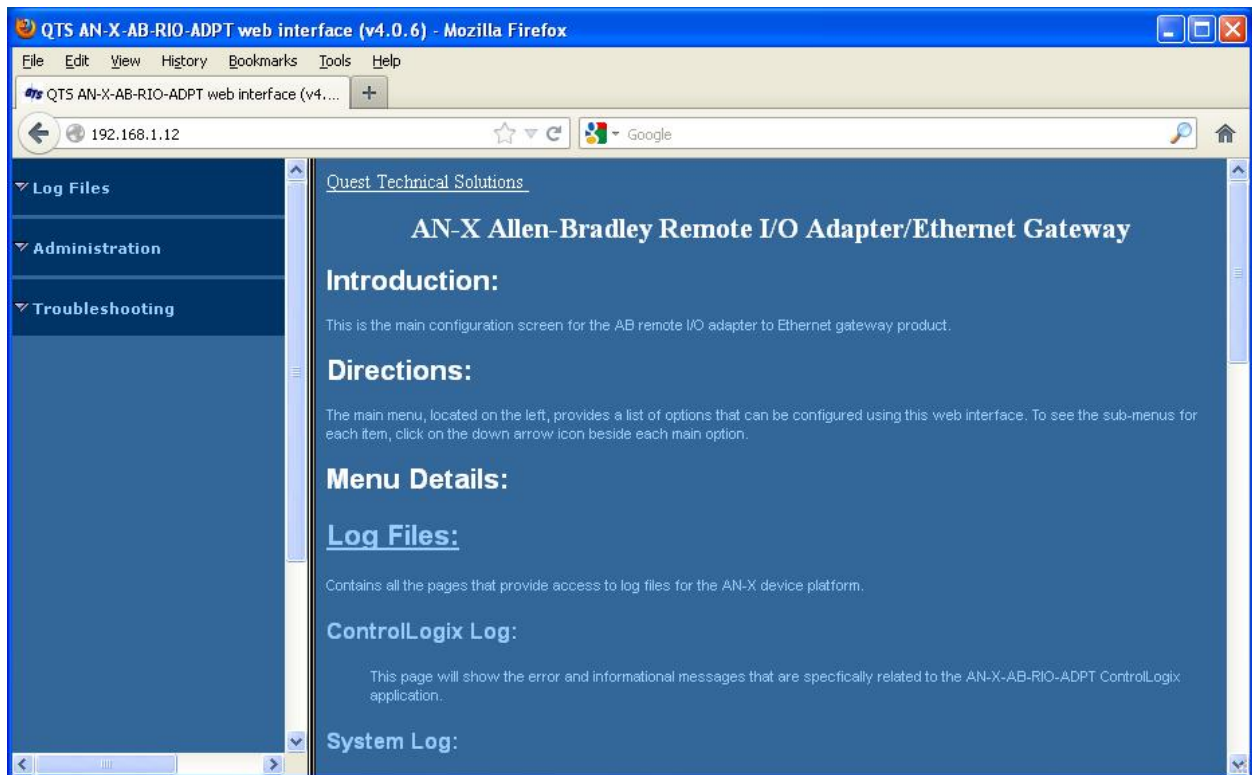 QTS AN-X-AB-RIO-ADPT web interface (v4.0.6) - Mozilla Firefox
File Edit View History Bookmarks Tools Help
QTS QTS AN-X-AB-RIO-ADPT web interface (v4.... +
192.168.1.12 Google
Log Files
Administration
Troubleshooting
Quest Technical Solutions
AN-X Allen-Bradley Remote I/O Adapter/Ethernet Gateway
Introduction:
This is the main configuration screen for the AB remote I/O adapter to Ethernet gateway product.
Directions:
The main menu, located on the left, provides a list of options that can be configured using this web interface. To see the sub-menus for
each item, click on the down arrow icon beside each main option.
Menu Details:
Log Files:
Contains all the pages that provide access to log files for the AN-X device platform.
ControlLogix Log:
This page will show the error and informational messages that are specfically related to the AN-X-AB-RIO-ADPT ControlLogix
application.
System Log: